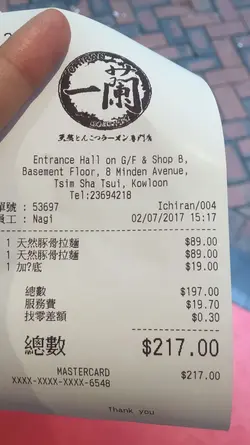 一蘭
天然とんこつラーメン専門店
Entrance Hall on G/F & Shop B,
Basement Floor, 8 Minden Avenue,
Tsim Sha Tsui, Kowloon
Tel:23694218
單號 : 53697 Ichiran/004
員工 : Nagi 02/07/2017 15:17
1 天然豚骨拉麵 $89.00
1 天然豚骨拉麵 $89.00
1 加?底 $19.00
總數 $197.00
服務費 $19.70
找零差額 $0.30
總數 $217.00
MASTERCARD $217.00
XXXX-XXXX-XXXX-6548
Thank you